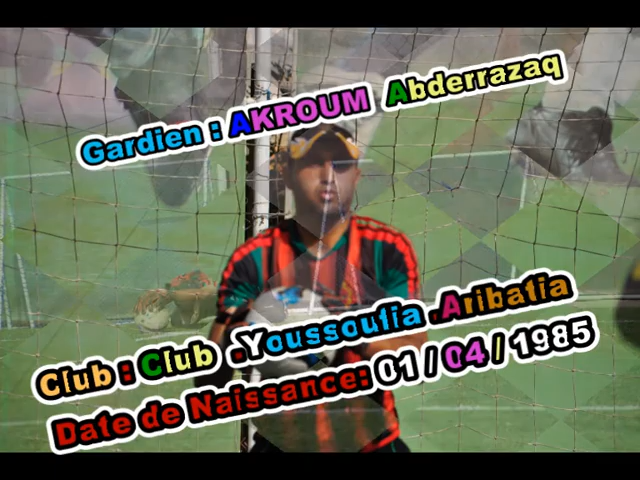 Gardien : AKROUM Abderrazaq
Club : Club .Youssoufia .Aribatia
Date de Naissance: 01 / 04 / 1985